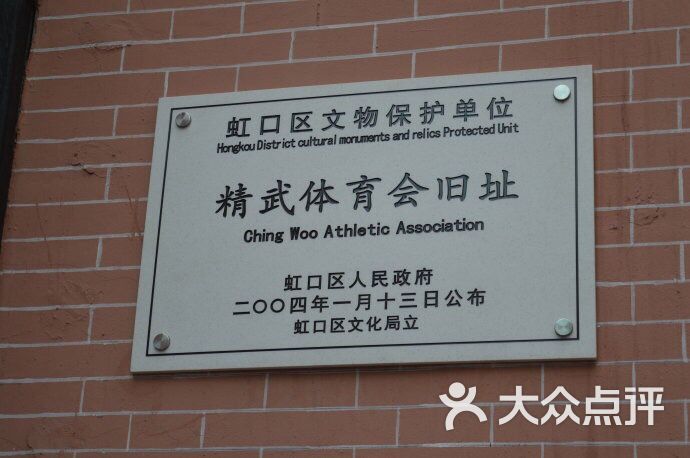 虹口区文物保护单位
Hongkou District cultural monuments and relics Protected Unit
精武体育会旧址
Ching Woo Athletic Association
虹口区人民政府
二〇〇四年一月十三日公布
虹口区文化局立
大众点评